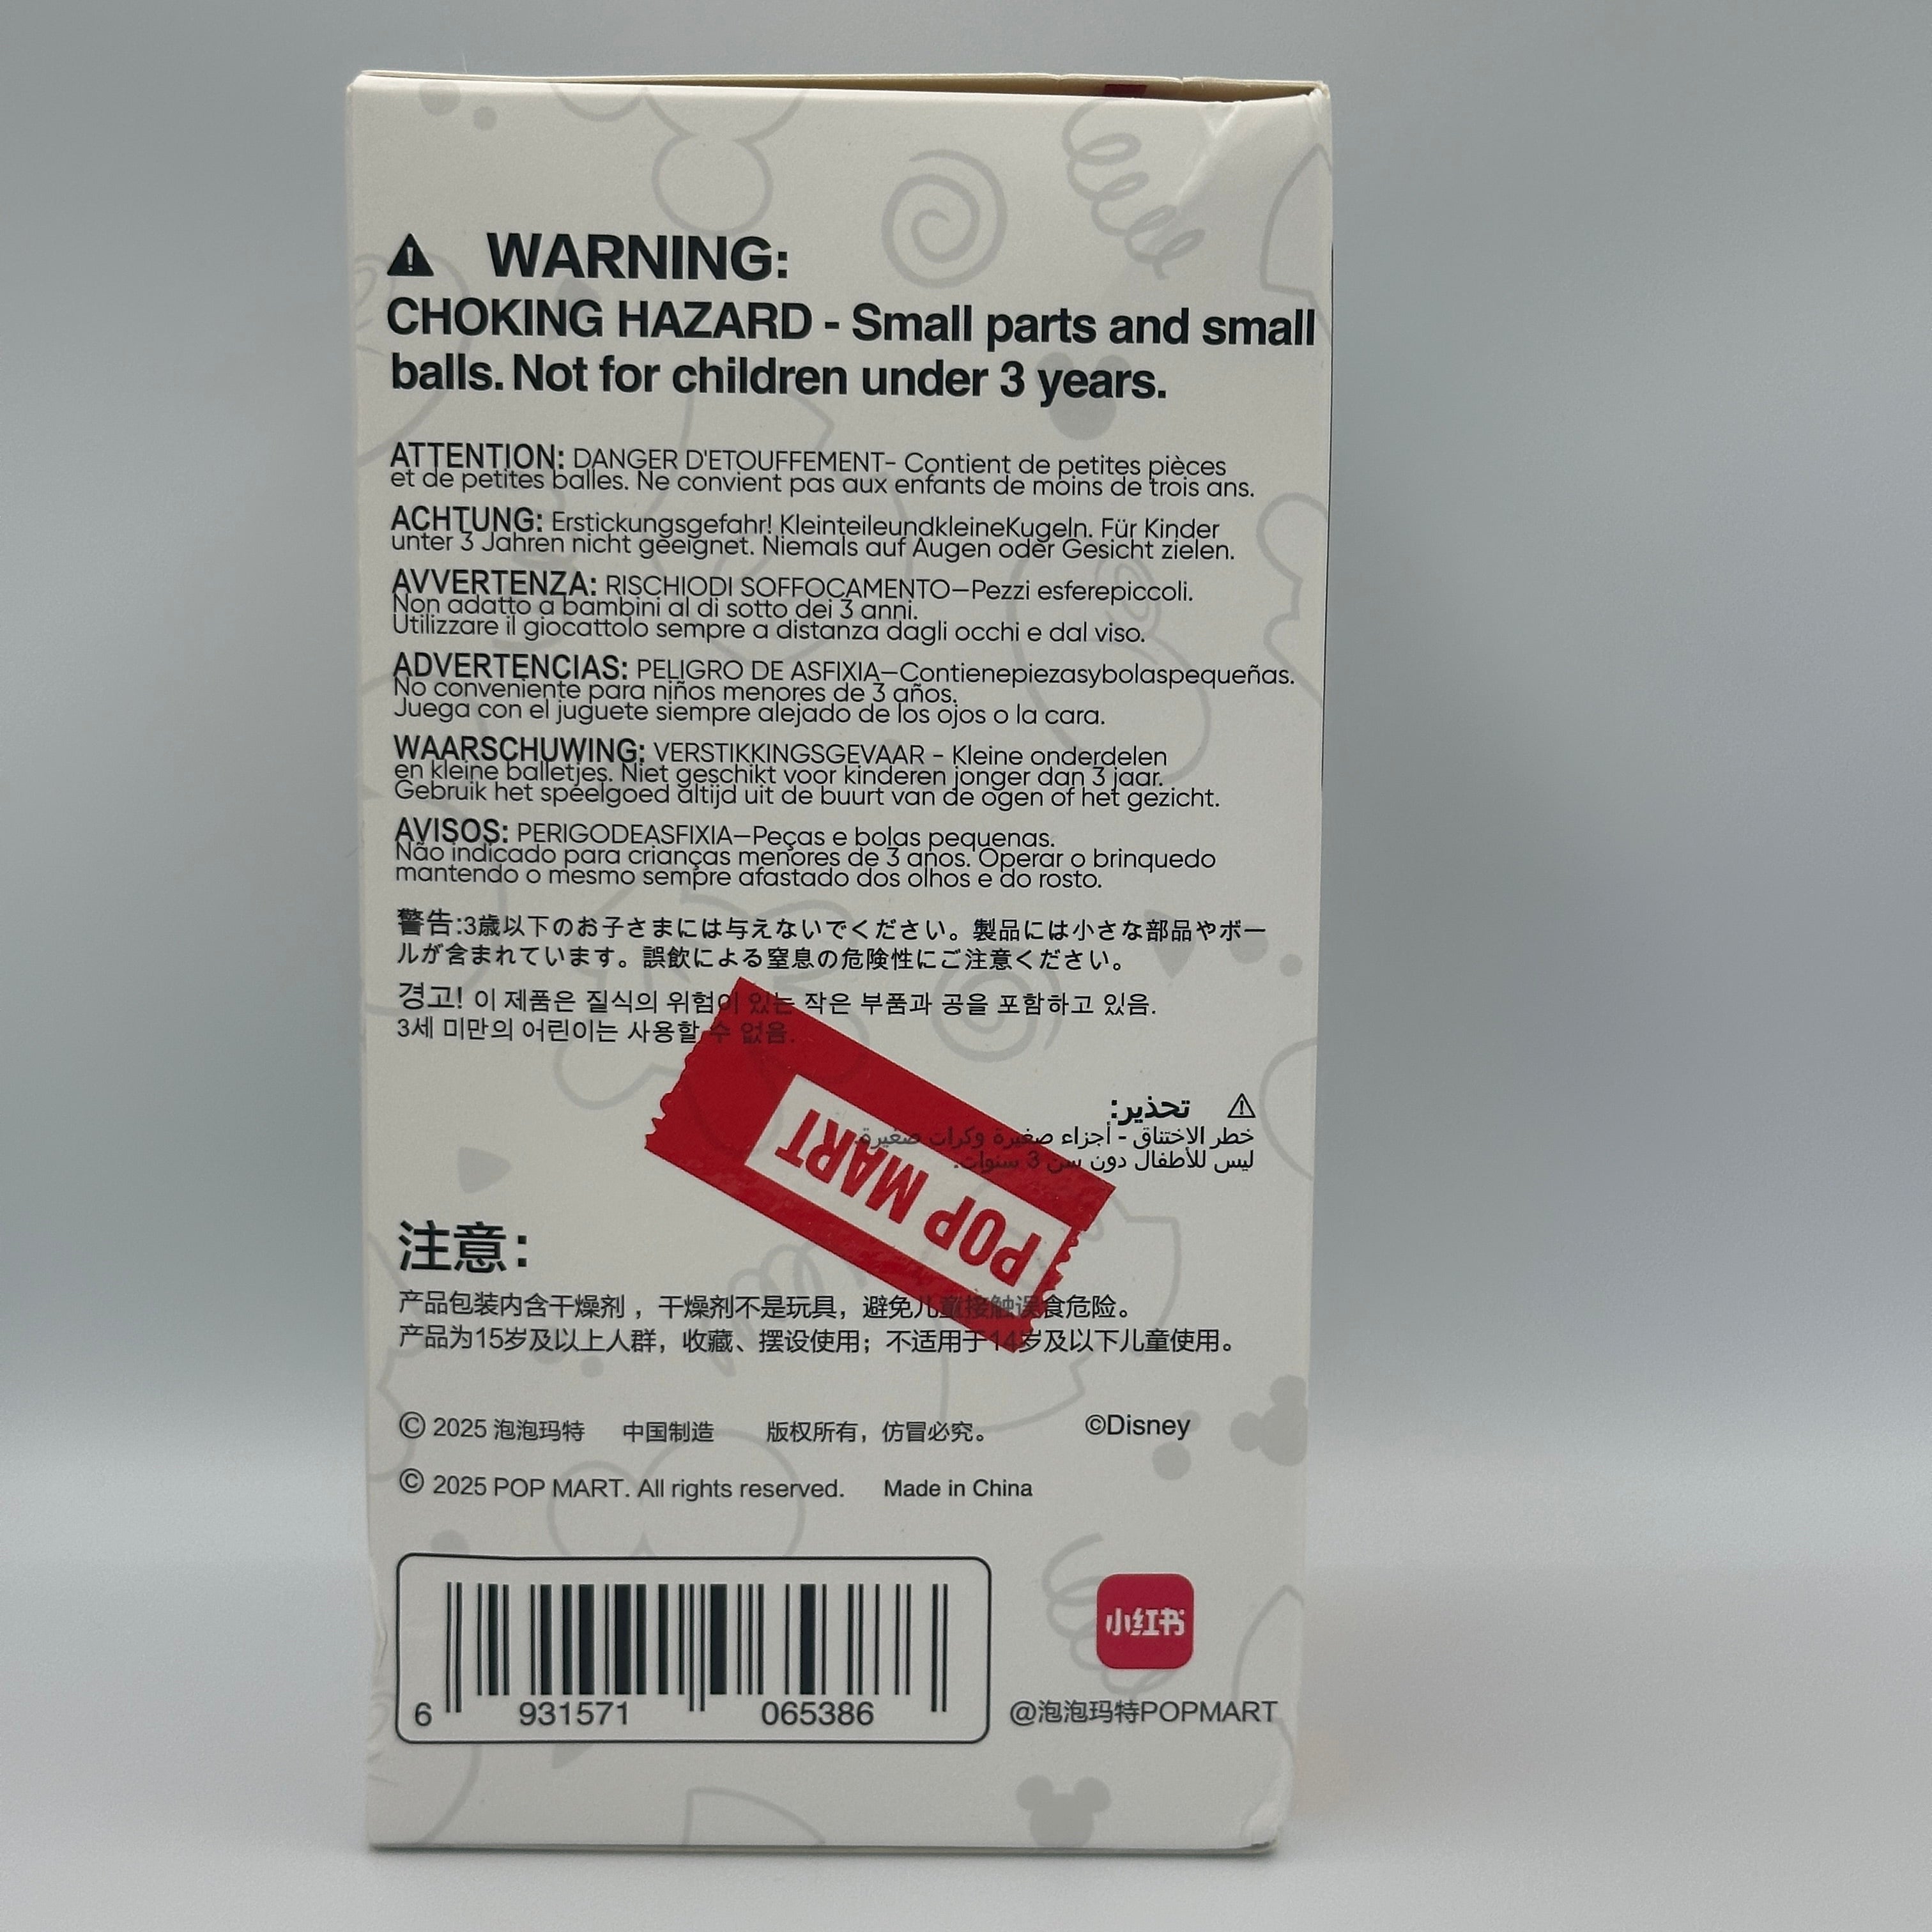 ⚠ WARNING:
CHOKING HAZARD - Small parts and small
balls. Not for children under 3 years.
ATTENTION: DANGER D'ETOUFFEMENT- Contient de petites pièces
et de petites balles. Ne convient pas aux enfants de moins de trois ans.
ACHTUNG: Erstickungsgefahr! KleinteileundkleineKugeln. Für Kinder
unter 3 Jahren nicht geeignet. Niemals auf Augen oder Gesicht zielen.
AVVERTENZA: RISCHIODI SOFFOCAMENTO—Pezzi esferepiccoli.
Non adatto a bambini al di sotto dei 3 anni.
Utilizzare il giocattolo sempre a distanza dagli occhi e dal viso.
ADVERTENCIAS: PELIGRO DE ASFIXIA—Contienepiezasybolaspequeñas.
No conveniente para niños menores de 3 años.
Juega con el juguete siempre alejado de los ojos o la cara.
WAARSCHUWING: VERSTIKKINGSGEVAAR - Kleine onderdelen
en kleine balletjes. Niet geschikt voor kinderen jonger dan 3 jaar.
Gebruik het speelgoed altijd uit de buurt van de ogen of het gezicht.
AVISOS: PERIGODEASFIXIA—Peças e bolas pequenas.
Não indicado para crianças menores de 3 anos. Operar o brinquedo
mantendo o mesmo sempre afastado dos olhos e do rosto.
警告:3歳以下のお子さまには与えないでください。製品には小さな部品やボー
ルが含まれています。誤飲による窒息の危険性にご注意ください。
경고! 이 제품은 질식의 위험이 있는 작은 부품과 공을 포함하고 있음.
3세 미만의 어린이는 사용할 수 없음.
⚠ تحذير:
خطر الاختناق - أجزاء صغيرة وكرات صغيرة.
ليس للأطفال دون سن 3 سنوات.
POP MART
注意：
产品包装内含干燥剂，干燥剂不是玩具，避免儿童接触误食危险。
产品为15岁及以上人群，收藏、摆设使用；不适用于14岁及以下儿童使用。
© 2025 泡泡玛特 中国制造 版权所有，仿冒必究。 ©Disney
© 2025 POP MART. All rights reserved. Made in China
小红书
6 931571 065386
@泡泡玛特POPMART